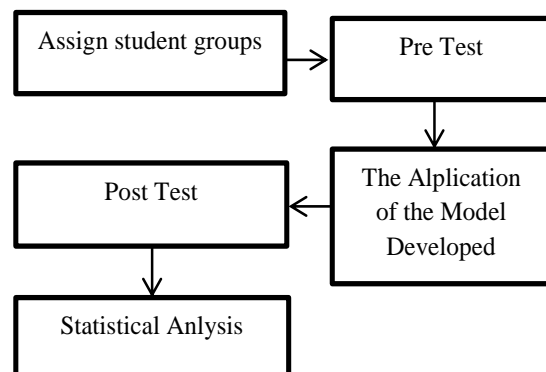 Assign student groups
Pre Test
The Alplication
of the Model
Developed
Post Test
Statistical Anlysis